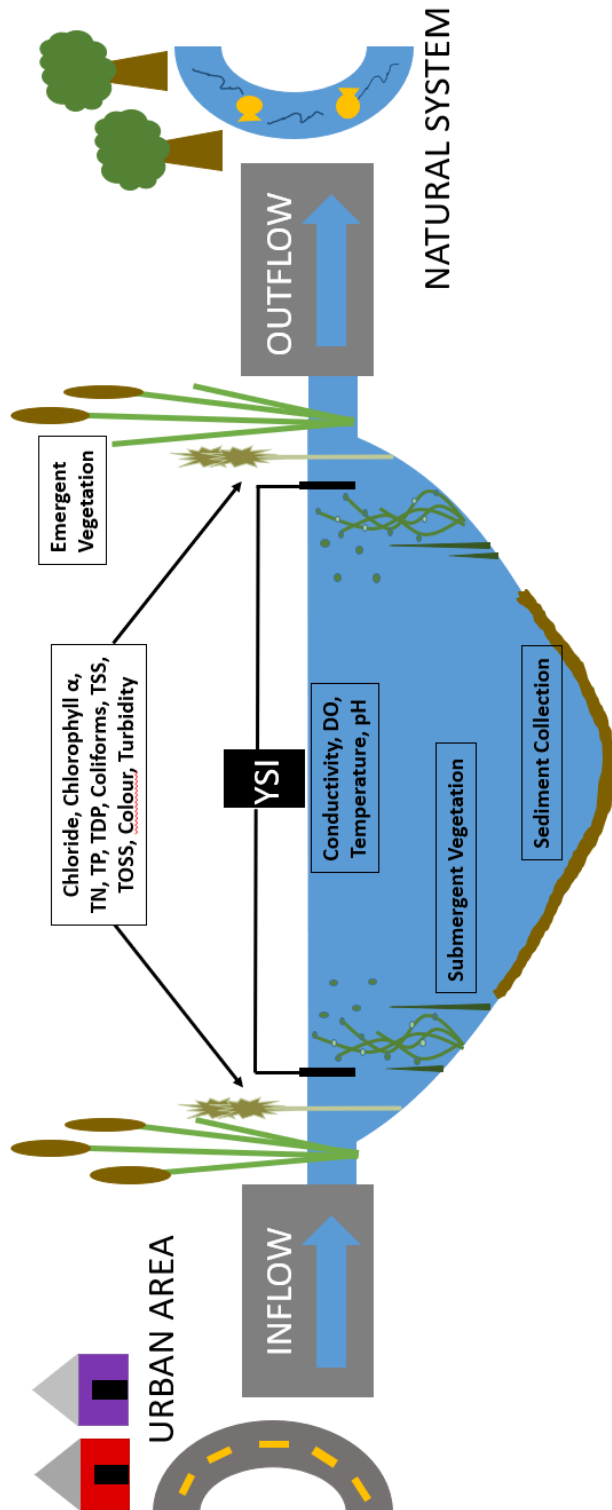 URBAN AREA
INFLOW
Chloride, Chlorophyll α,
TN, TP, TDP, Coliforms, TSS,
TOSS, Colour, Turbidity
Emergent
Vegetation
YSI
Conductivity, DO,
Temperature, pH
Submergent Vegetation
Sediment Collection
OUTFLOW
NATURAL SYSTEM